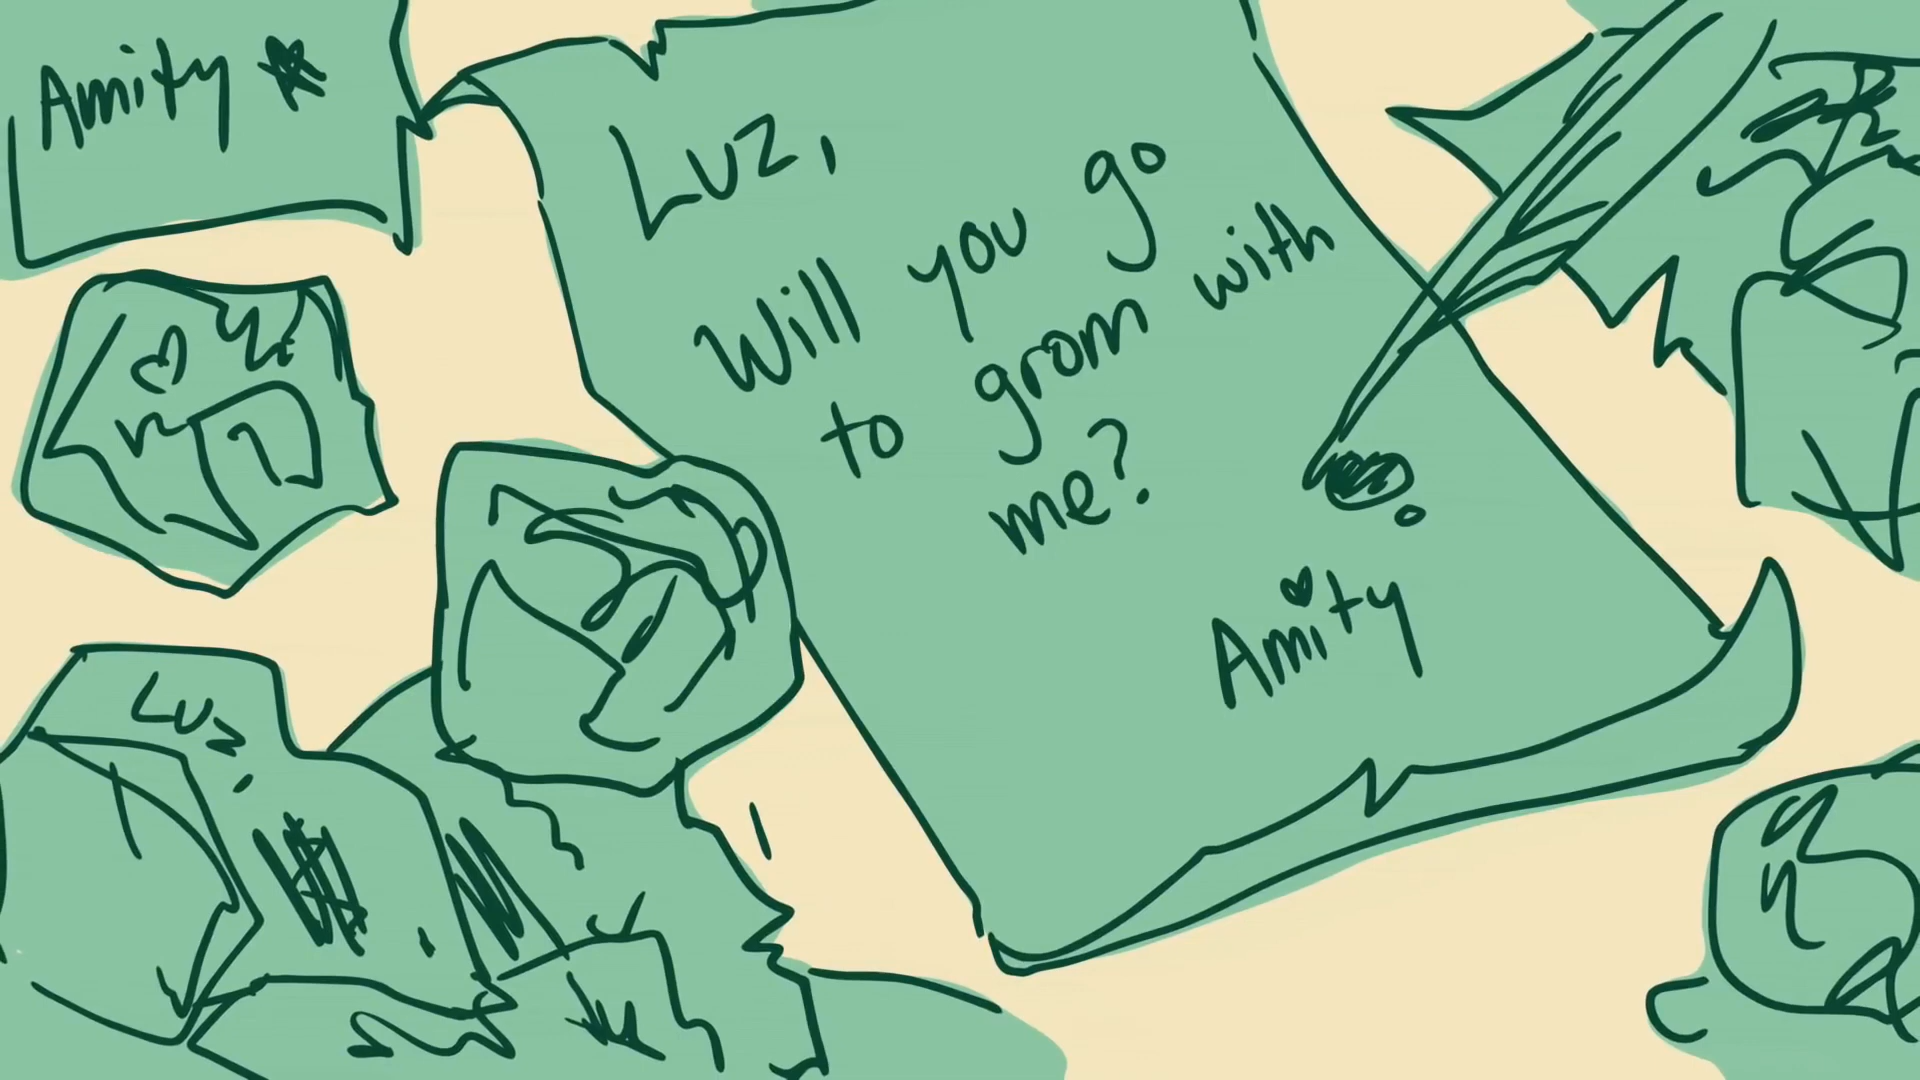 Amity
Luz,
Will you go
to grom with
me?
Amity
Luz